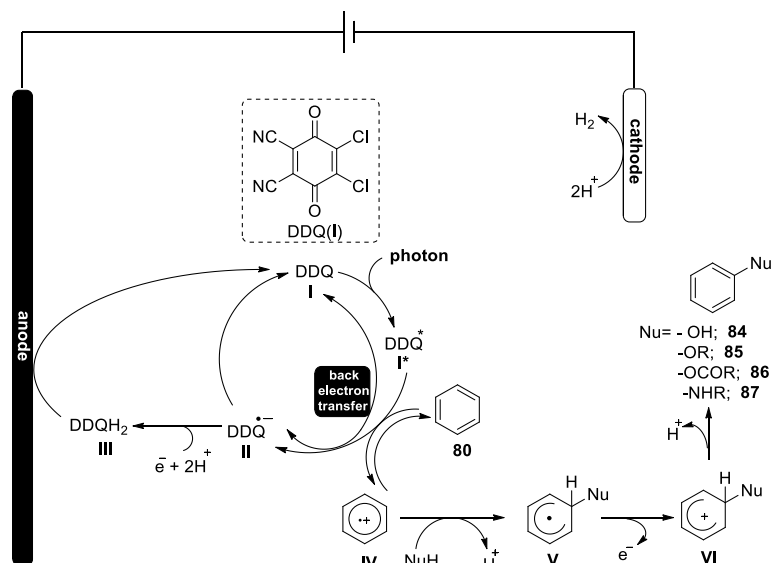 O
NC
Cl
NC
Cl
O
DDQ(I)
anode
cathode
H2
2H+
photon
DDQ
I
DDQ*
I*
back
electron
transfer
DDQH2
III
DDQ•−
II
e− + 2H+
80
•+
IV
NuH
H+
H
Nu
•
V
e−
H
Nu
+
VI
H+
Nu
Nu= - OH; 84
-OR; 85
-OCOR; 86
-NHR; 87